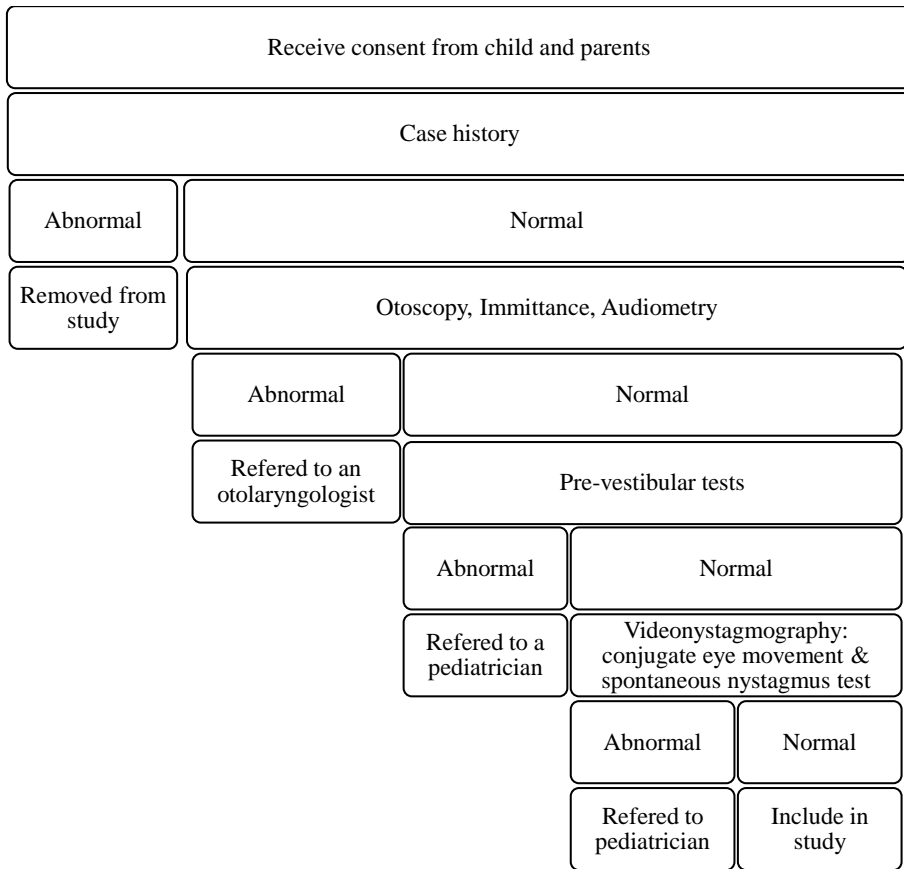 Receive consent from child and parents
Case history
Abnormal
Normal
Removed from
study
Otoscopy, Immittance, Audiometry
Abnormal
Normal
Refered to an
otolaryngologist
Pre-vestibular tests
Abnormal
Normal
Refered to a
pediatrician
Videonystagmography:
conjugate eye movement &
spontaneous nystagmus test
Abnormal
Normal
Refered to
pediatrician
Include in
study